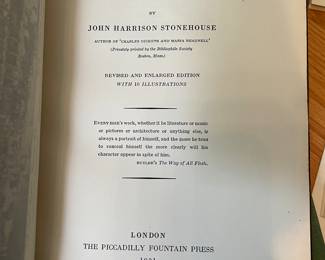 BY
JOHN HARRISON STONEHOUSE
AUTHOR OF "CHARLES DICKENS AND MARIA BEADNELL"
(Privately printed by the Bibliophile Society
Boston, Mass.)
REVISED AND ENLARGED EDITION
WITH 10 ILLUSTRATIONS
EVERY man's work, whether it be literature or music
or pictures or architecture or anything else, is
always a portrait of himself, and the more he tries
to conceal himself the more clearly will his
character appear in spite of him.
BUTLER'S The Way of All Flesh.
LONDON
THE PICCADILLY FOUNTAIN PRESS
1931